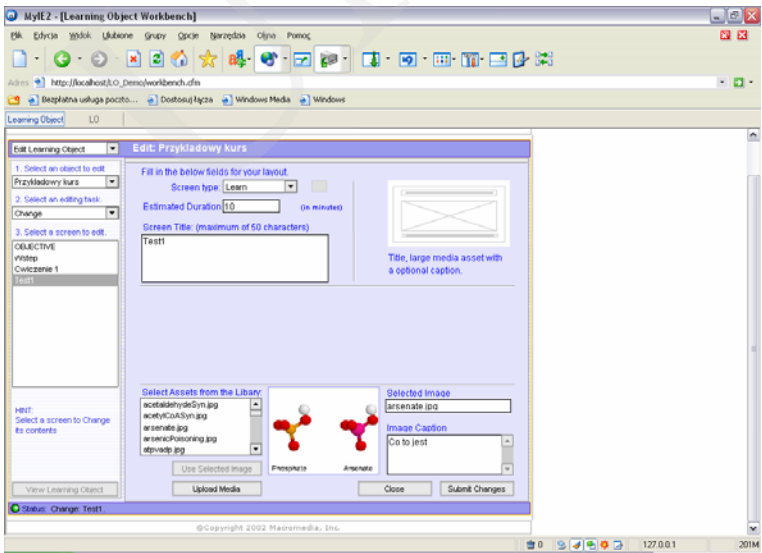 MyIE2 - [Learning Object Workbench]
Plik Edycja Widok Ulubione Grupy Opcje Narzędzia Okna Pomoc
Adres http://localhost/LO_Demo/workbench.cfm
Bezpłatna usługa poczto... Dostosuj łącza Windows Media Windows
Learning Object LO
Edit Learning Object
Edit: Przykladowy kurs
1. Select an object to edit
Przykladowy kurs
2. Select an editing task.
Change
3. Select a screen to edit.
OBJECTIVE
Wstep
Cwiczenie 1
Test1
HINT:
Select a screen to Change
its contents
View Learning Object
Fill in the below fields for your layout.
Screen type: Learn
Estimated Duration 10 (in minutes)
Screen Title: (maximum of 50 characters)
Test1
Title, large media asset with
a optional caption.
Select Assets from the Libary:
acetaldehydeSyn.jpg
acetylCoASyn.jpg
arsenate.jpg
arsenicPoisoning.jpg
atpvadp.jpg
Use Selected Image
Upload Media
Phosphate Arsenate
Selected Image
arsenate.jpg
Image Caption
Co to jest
Close Submit Changes
Status: Change: Test1.
©Copyright 2002 Macromedia, Inc.
0 127.0.0.1 201M